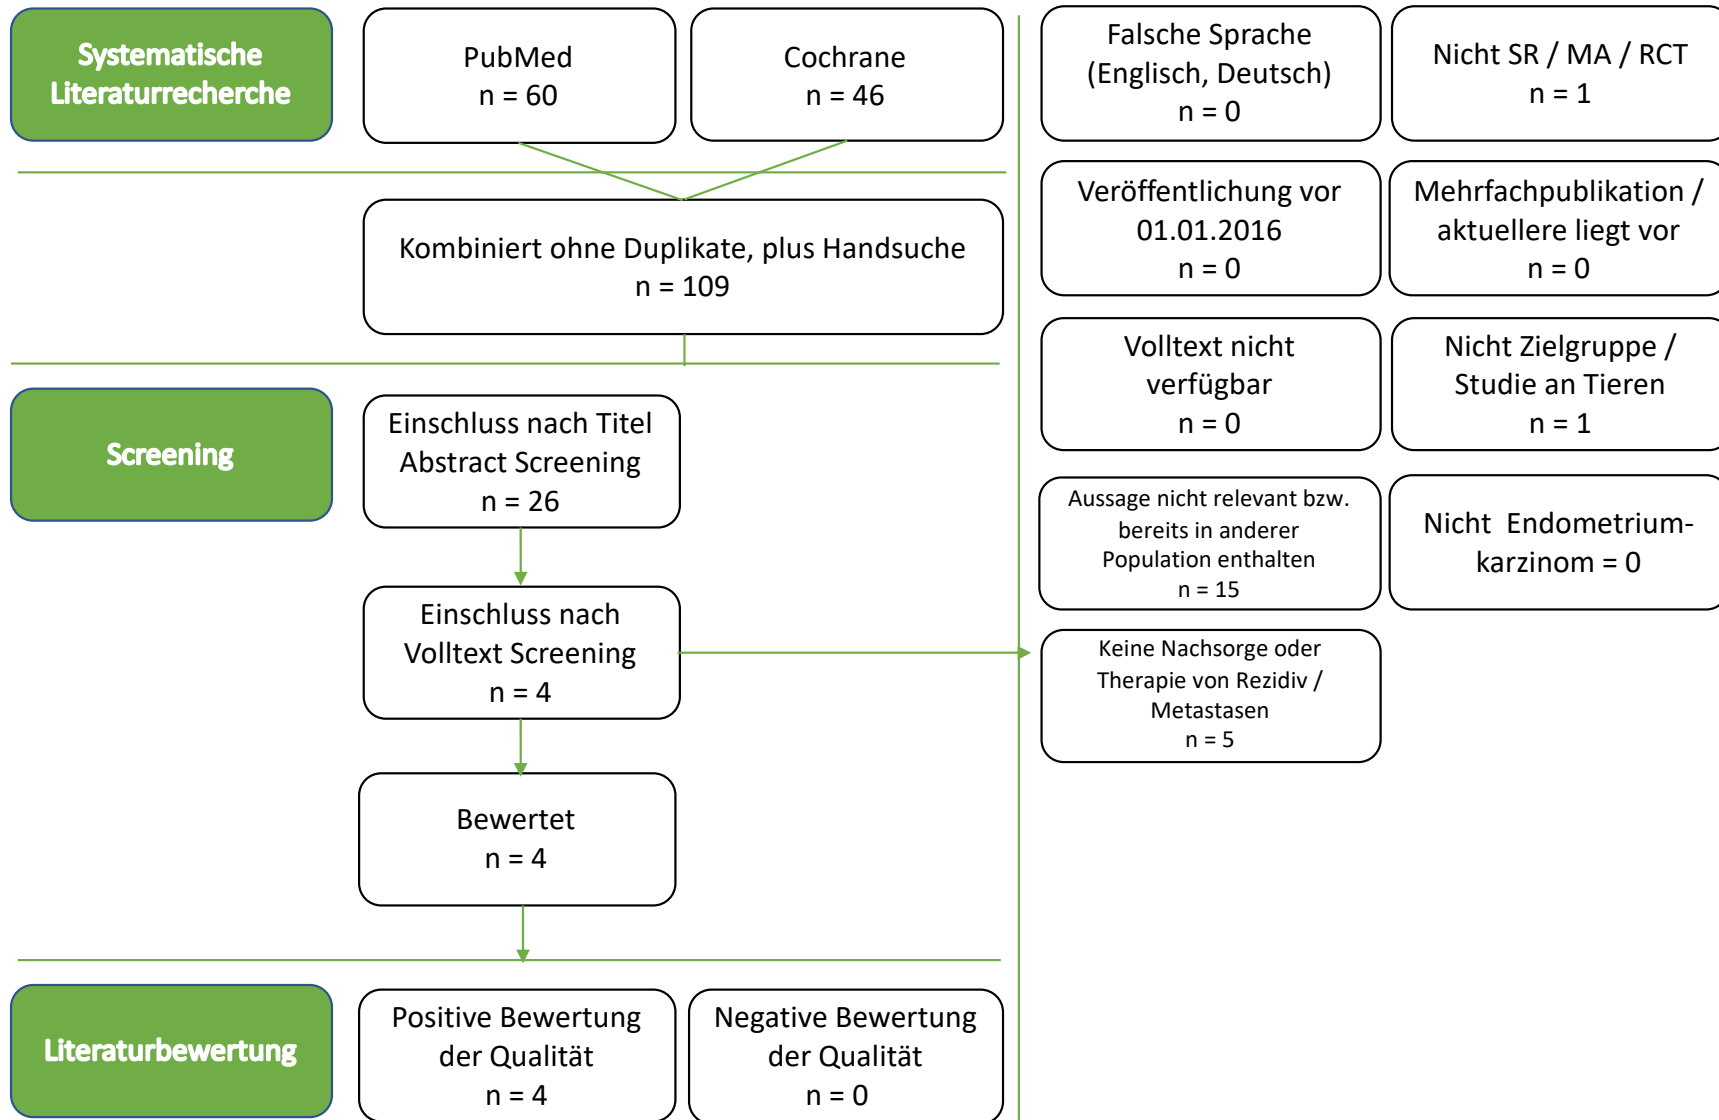 Systematische
Literaturrecherche
PubMed
n = 60
Cochrane
n = 46
Kombiniert ohne Duplikate, plus Handsuche
n = 109
Screening
Einschluss nach Titel
Abstract Screening
n = 26
Einschluss nach
Volltext Screening
n = 4
Bewertet
n = 4
Literaturbewertung
Positive Bewertung
der Qualität
n = 4
Negative Bewertung
der Qualität
n = 0
Falsche Sprache
(Englisch, Deutsch)
n = 0
Nicht SR / MA / RCT
n = 1
Veröffentlichung vor
01.01.2016
n = 0
Mehrfachpublikation /
aktuellere liegt vor
n = 0
Volltext nicht
verfügbar
n = 0
Nicht Zielgruppe /
Studie an Tieren
n = 1
Aussage nicht relevant bzw.
bereits in anderer
Population enthalten
n = 15
Nicht Endometrium-
karzinom = 0
Keine Nachsorge oder
Therapie von Rezidiv /
Metastasen
n = 5